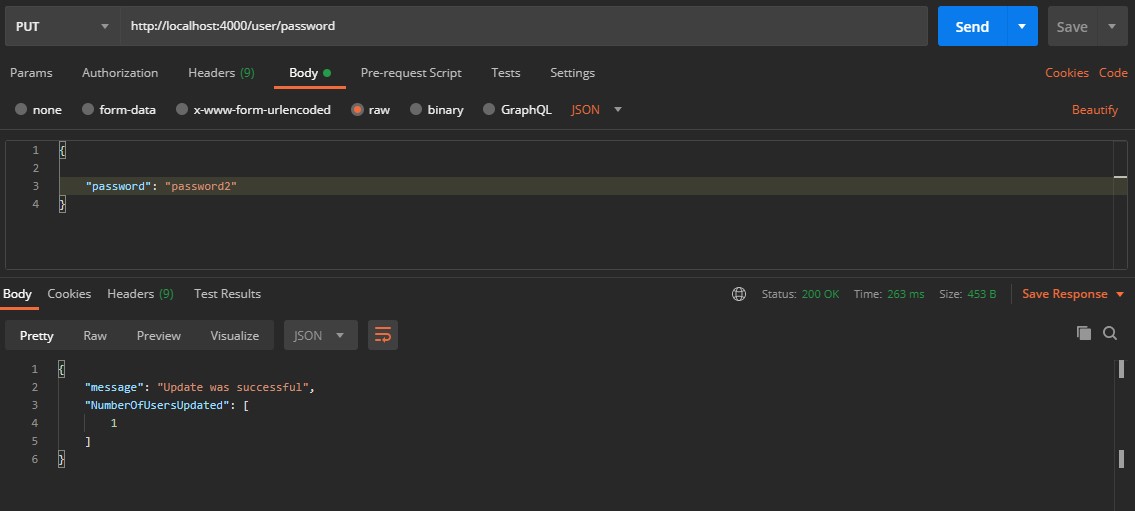 PUT http://localhost:4000/user/password Send Save
Params Authorization Headers (9) Body Pre-request Script Tests Settings Cookies Code
none form-data x-www-form-urlencoded raw binary GraphQL JSON Beautify
1 {
2
3 "password": "password2"
4 }
Body Cookies Headers (9) Test Results Status: 200 OK Time: 263 ms Size: 453 B Save Response
Pretty Raw Preview Visualize JSON
1 {
2 "message": "Update was successful",
3 "NumberOfUsersUpdated": [
4 1
5 ]
6 }